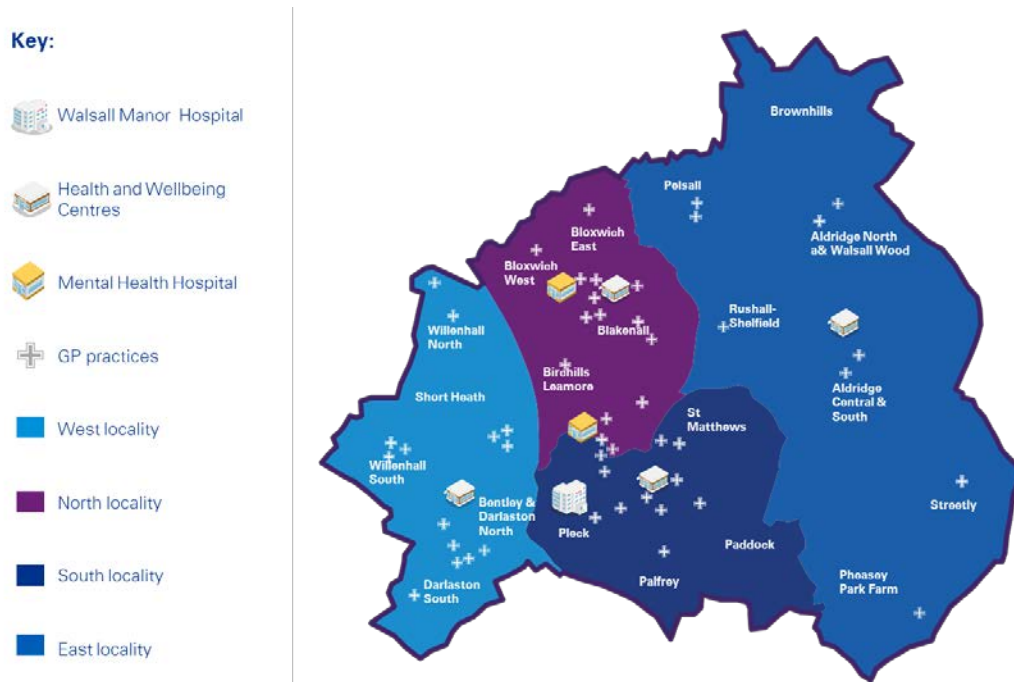 Key:
Walsall Manor Hospital
Health and Wellbeing
Centres
Mental Health Hospital
GP practices
West locality
North locality
South locality
East locality
Brownhills
Pelsall
Aldridge North
a& Walsall Wood
Bloxwich
East
Bloxwich
West
Blakenall
Rushall-
Shelfield
Willenhall
North
Birchills
Leamore
Short Heath
Aldridge
Central &
South
St
Matthews
Willenhall
South
Bentley &
Darlaston
North
Pleck
Streetly
Paddock
Palfrey
Darlaston
South
Pheasey
Park Farm